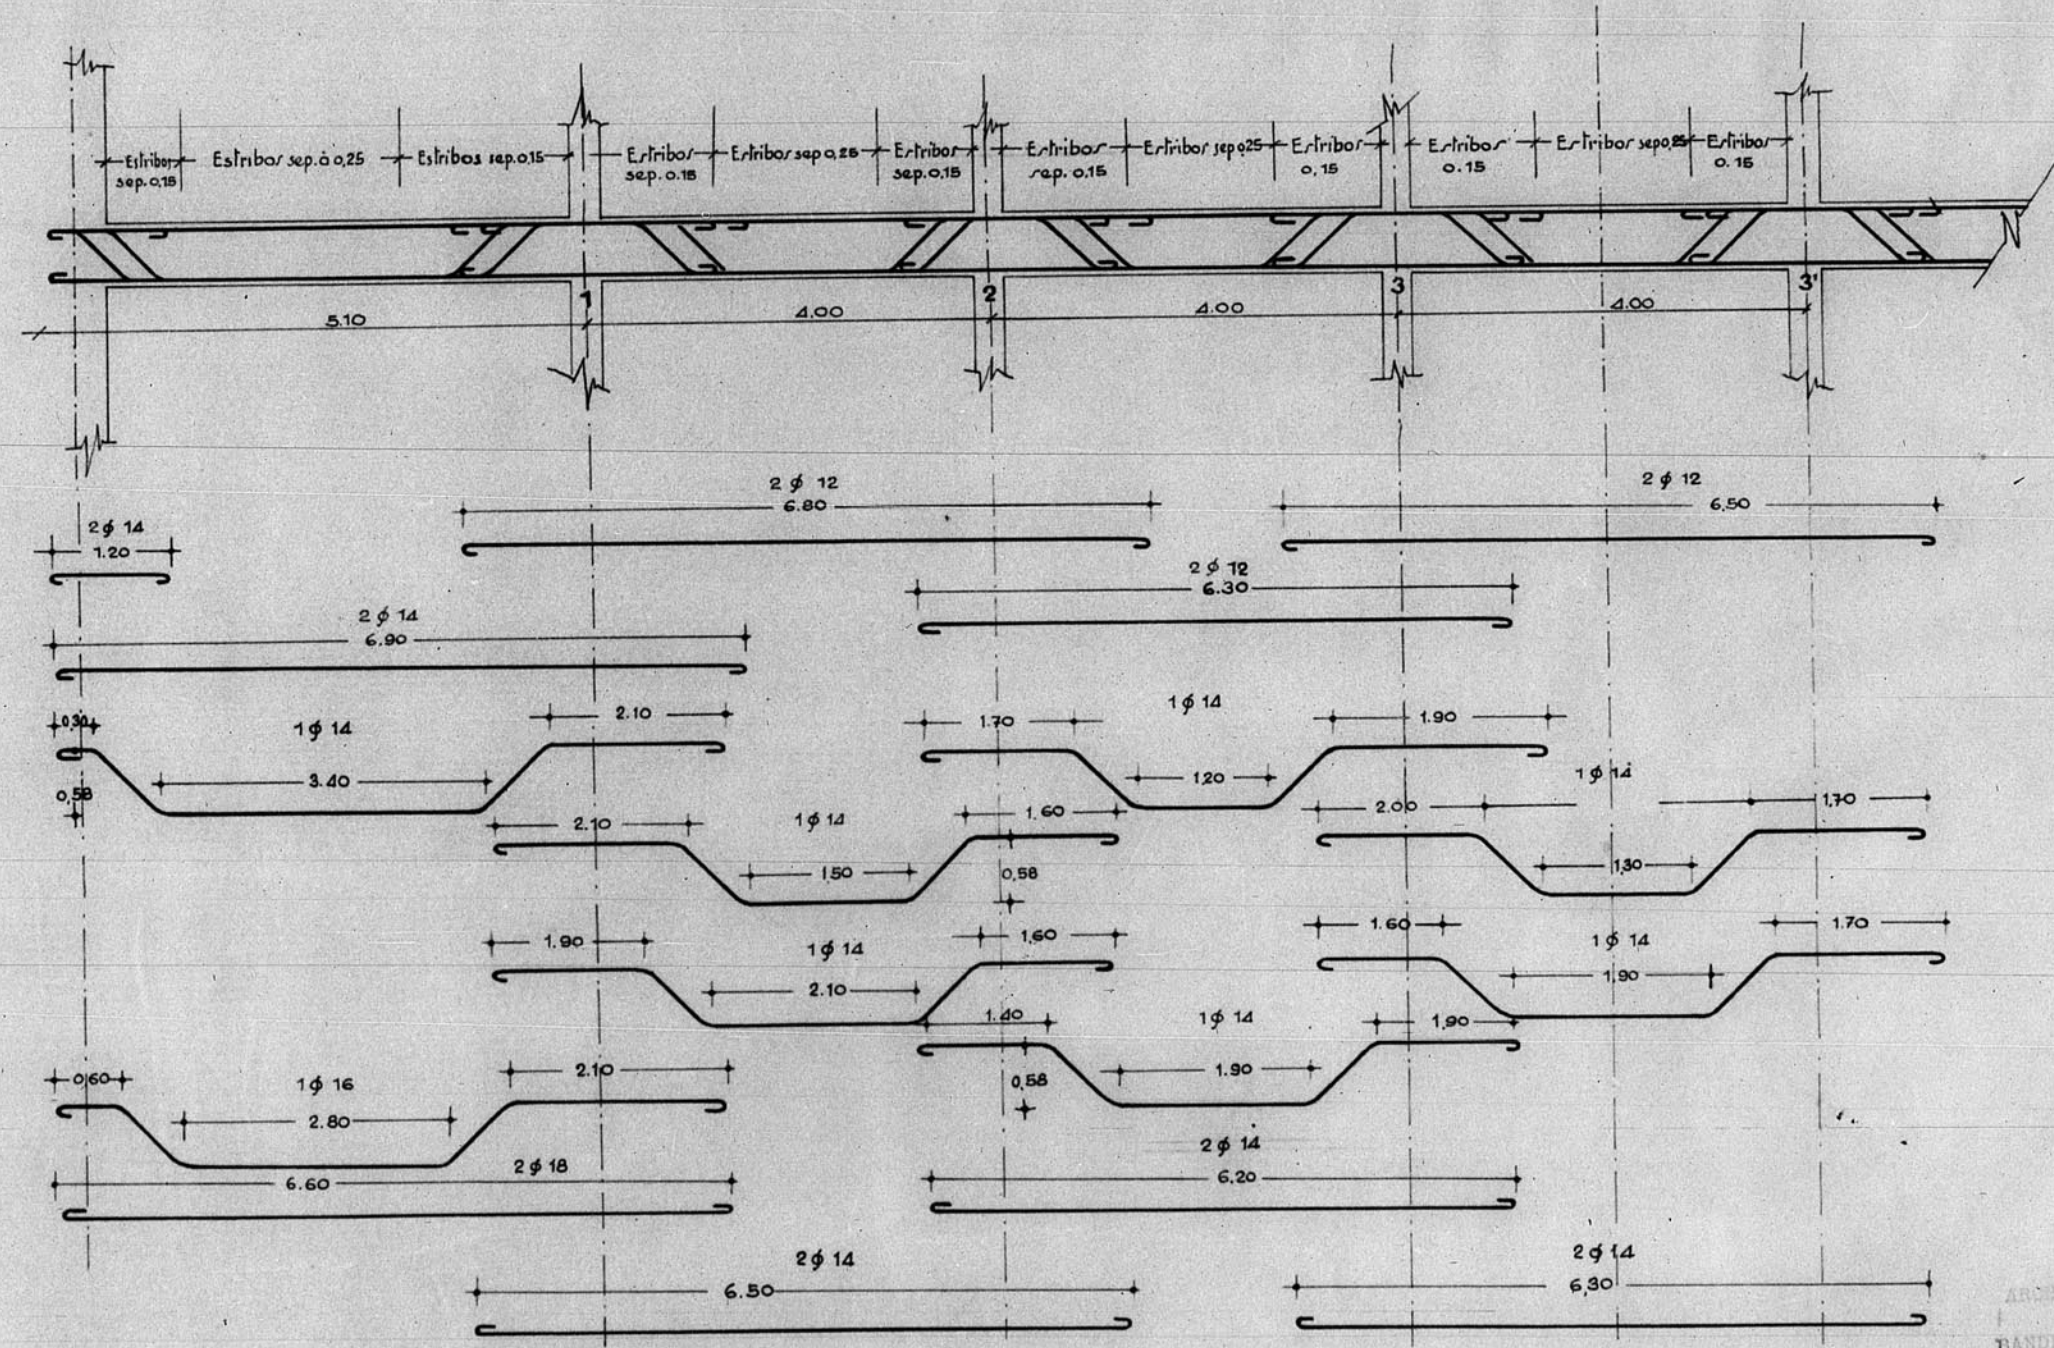 Estribos sep. 0,15
Estribos sep. à 0,25
Estribos sep. 0,15
Estribos sep. 0.15
Estribos sep 0,25
Estribos sep. 0,15
Estribos sep. 0,15
Estribos sep 0,25
Estribos 0,15
Estribos 0.15
Estribos sep 0,25
Estribos 0.15
1
2
3
3'
N
5.10
4.00
4.00
4.00
2 ϕ 12
6.80
2 ϕ 12
6,50
2 ϕ 14
1.20
2 ϕ 12
6.30
2 ϕ 14
6.90
0,30
1 ϕ 14
2.10
3.40
0,58
1.70
1 ϕ 14
1.90
1,20
2.10
1 ϕ 14
1.60
1,50
0,58
2.00
1 ϕ 14
1,70
1,30
1.90
1 ϕ 14
1,60
2.10
1.60
1 ϕ 14
1.70
1,90
1.40
1 ϕ 14
1,90
1.90
0,58
0,60
1 ϕ 16
2.10
2.80
2 ϕ 18
6.60
2 ϕ 14
6,20
2 ϕ 14
6.50
2 ϕ 14
6,30